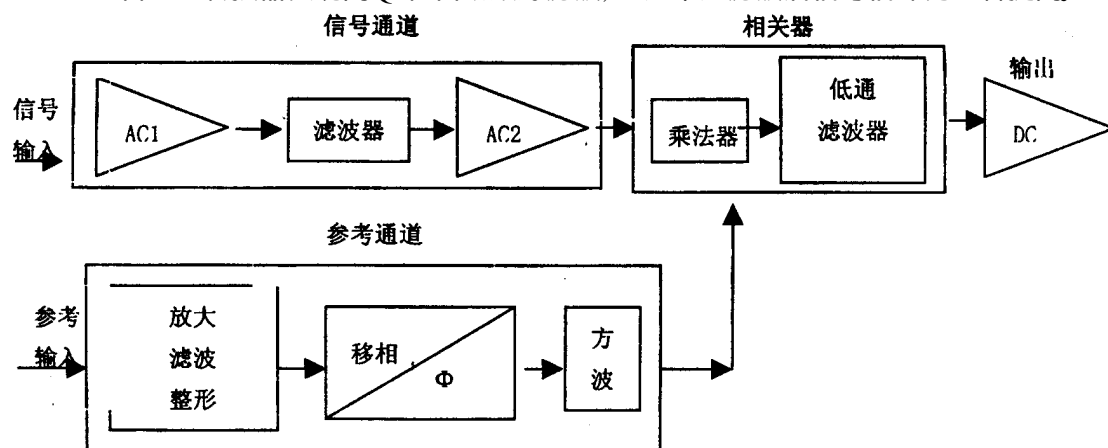 信号通道
相关器
信号
输入
AC1
滤波器
AC2
乘法器
低通
滤波器
输出
DC
参考通道
参考
输入
放大
滤波
整形
移相
Φ
方
波